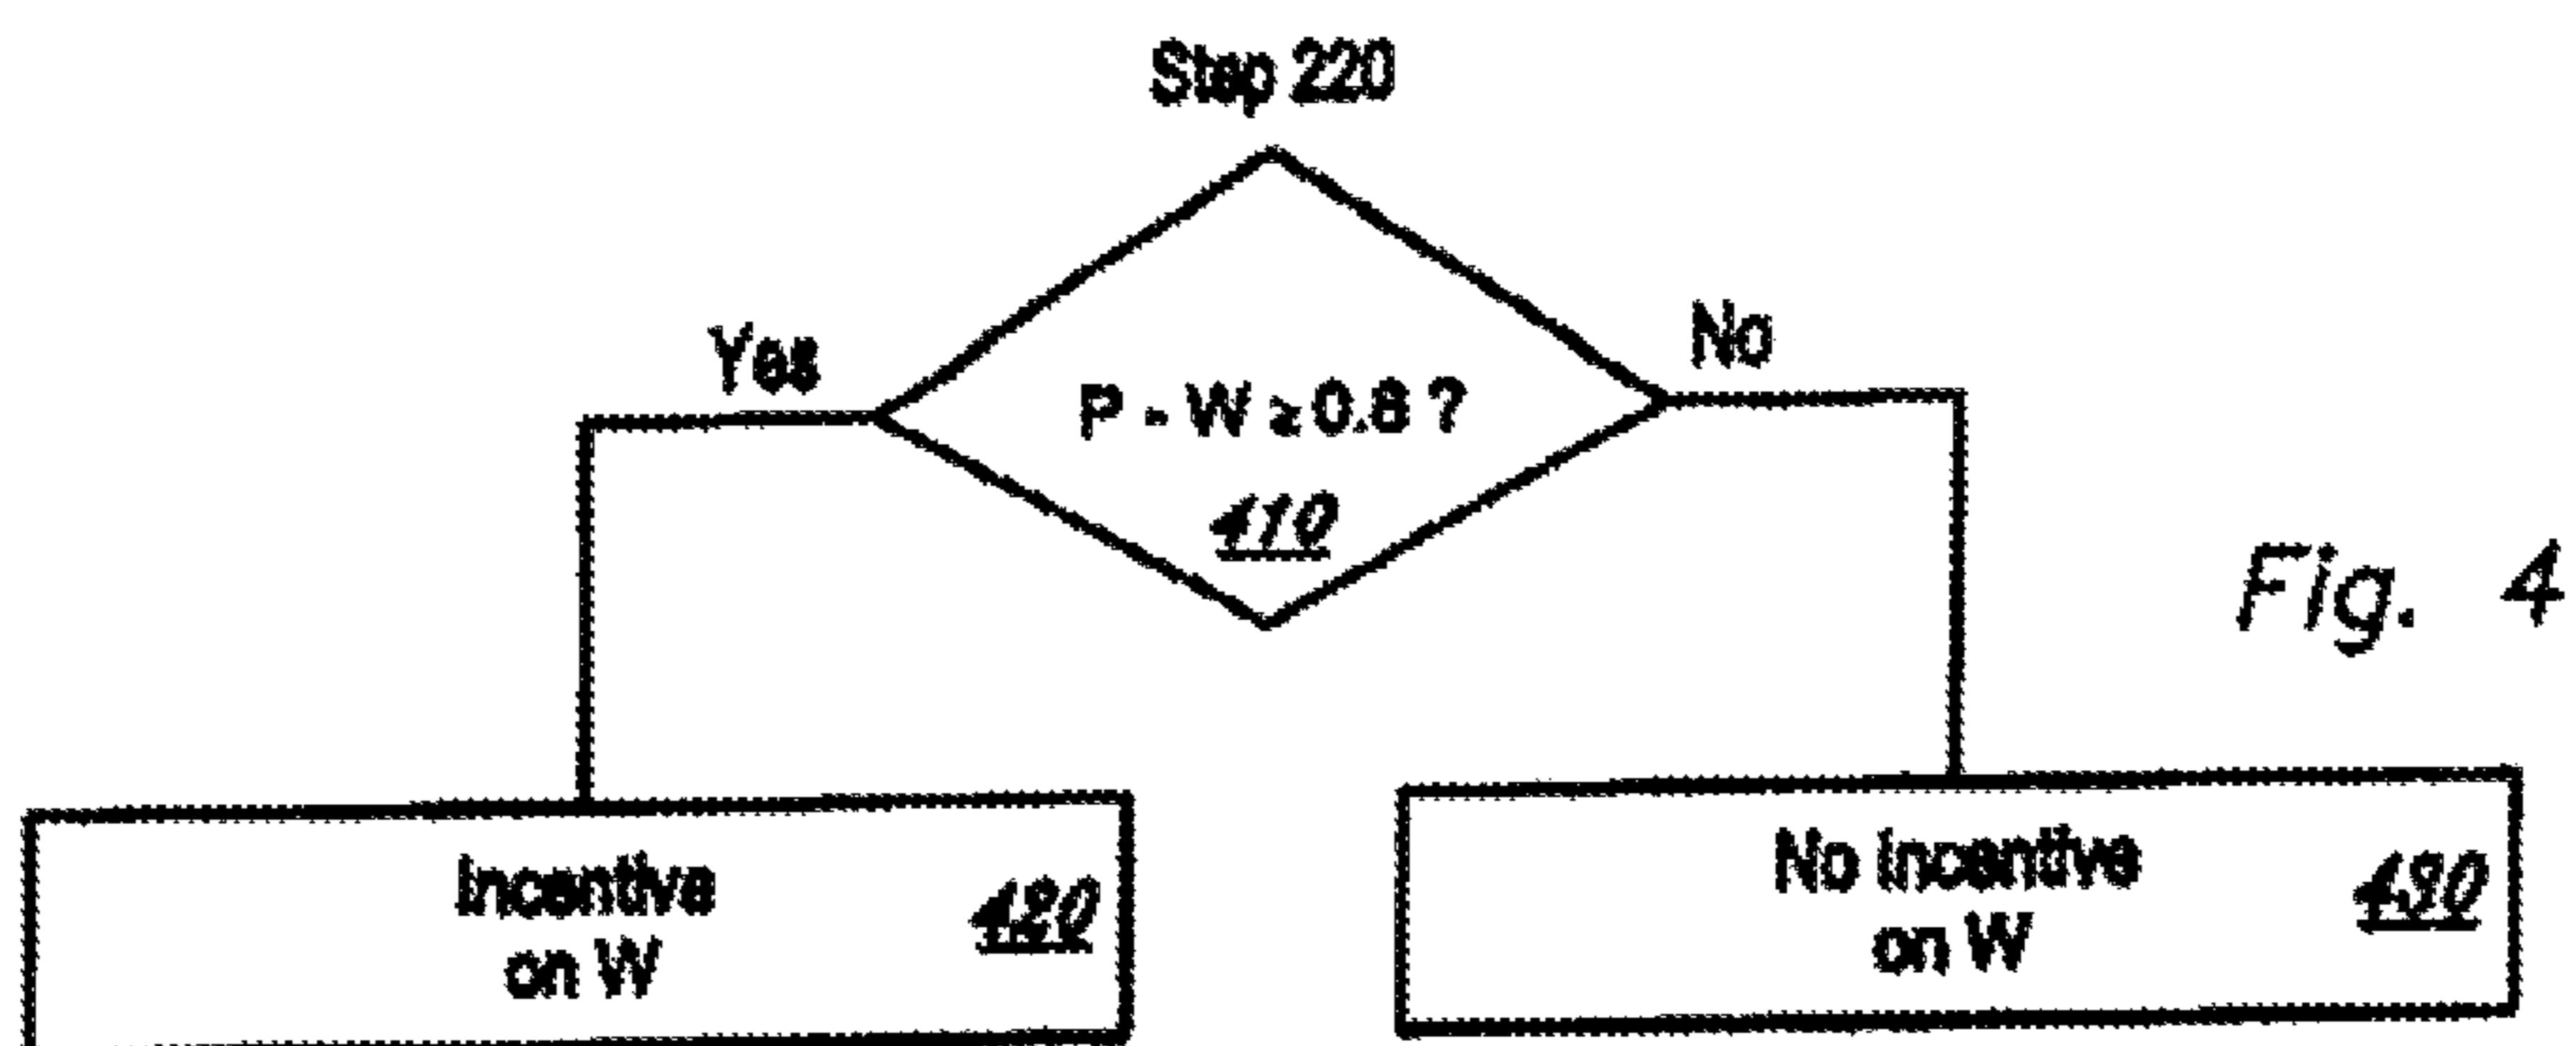 Step 220
Yes
No
P - W ≥ 0.8 ?
410
Fig. 4
Incentive
on W
420
No Incentive
on W
430